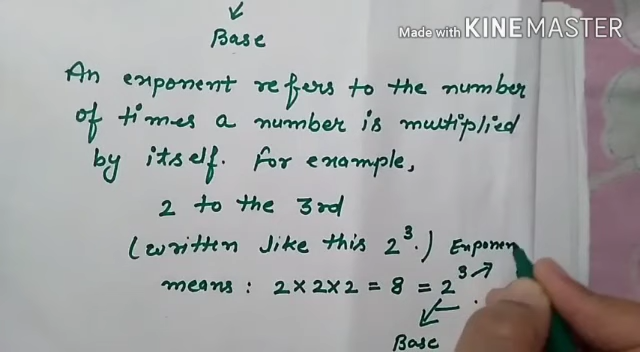 Made with KINEMASTER
Base
An exponent refers to the number
of times a number is multiplied
by itself. for example,
2 to the 3rd
(written like this 2³.) Exponen
means: 2×2×2 = 8 = 2³
Base